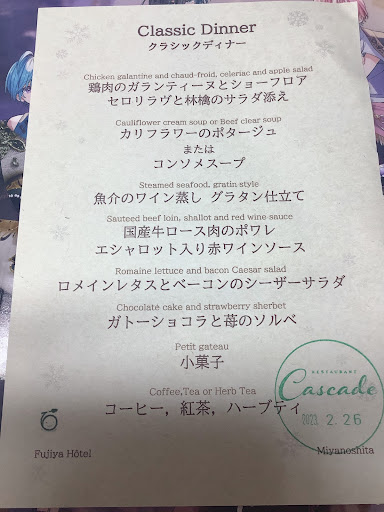 Classic Dinner
クラシックディナー
Chicken galantine and chaud-froid, celeriac and apple salad
鶏肉のガランティーヌとショーフロア
セロリラヴと林檎のサラダ添え
Cauliflower cream soup or Beef clear soup
カリフラワーのポタージュ
または
コンソメスープ
Steamed seafood, gratin style
魚介のワイン蒸し グラタン仕立て
Sauteed beef loin, shallot and red wine sauce
国産牛ロース肉のポワレ
エシャロット入り赤ワインソース
Romaine lettuce and bacon Caesar salad
ロメインレタスとベーコンのシーザーサラダ
Chocolate cake and strawberry sherbet
ガトーショコラと苺のソルベ
Petit gateau
小菓子
Coffee,Tea or Herb Tea
コーヒー，紅茶，ハーブティ
RESTAURANT
Cascade
2021 2. 26
Fujiya Hôtel
Miyanoshita